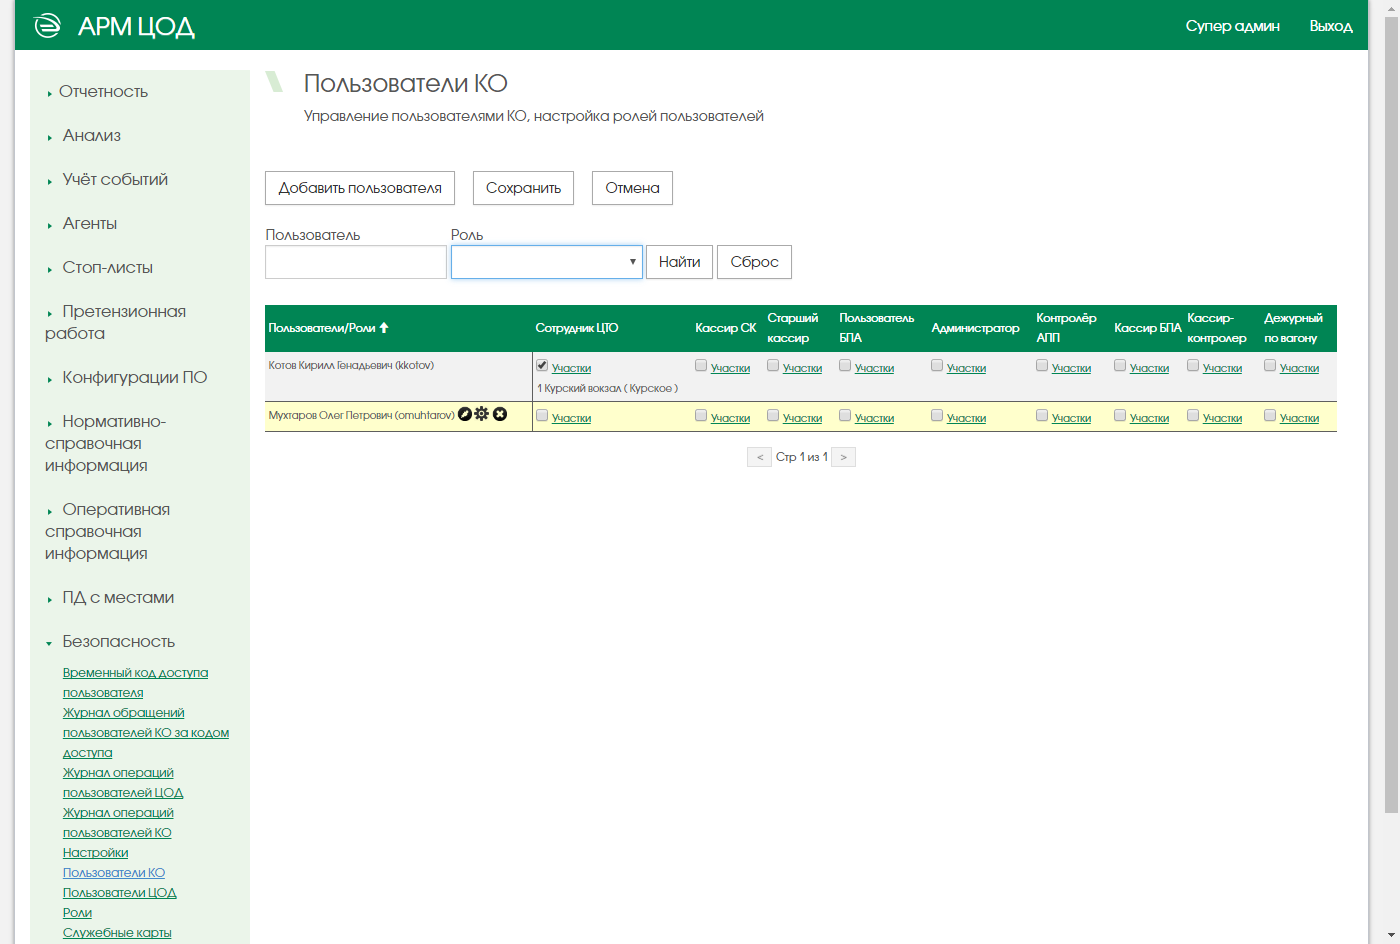 АРМ ЦОД
Супер админ
Выход
Отчетность
Анализ
Учёт событий
Агенты
Стоп-листы
Претензионная
работа
Конфигурации ПО
Нормативно-
справочная
информация
Оперативная
справочная
информация
ПД с местами
Безопасность
Временный код доступа
пользователя
Журнал обращений
пользователей КО за кодом
доступа
Журнал операций
пользователей ЦОД
Журнал операций
пользователей КО
Настройки
Пользователи КО
Пользователи ЦОД
Роли
Служебные карты
Пользователи КО
Управление пользователями КО, настройка ролей пользователей
Добавить пользователя
Сохранить
Отмена
Пользователь
Роль
Найти
Сброс
Пользователи/Роли
Сотрудник ЦТО
Кассир СК
Старший
кассир
Пользователь
БПА
Администратор
Контролёр
АПП
Кассир БПА
Кассир-
контролер
Дежурный
по вагону
Котов Кирилл Генадьевич (kkotov)
Участки
1 Курский вокзал ( Курское )
Участки
Участки
Участки
Участки
Участки
Участки
Участки
Участки
Мухтаров Олег Петрович (omuhtarov)
Участки
Участки
Участки
Участки
Участки
Участки
Участки
Участки
Участки
< Стр 1 из 1 >